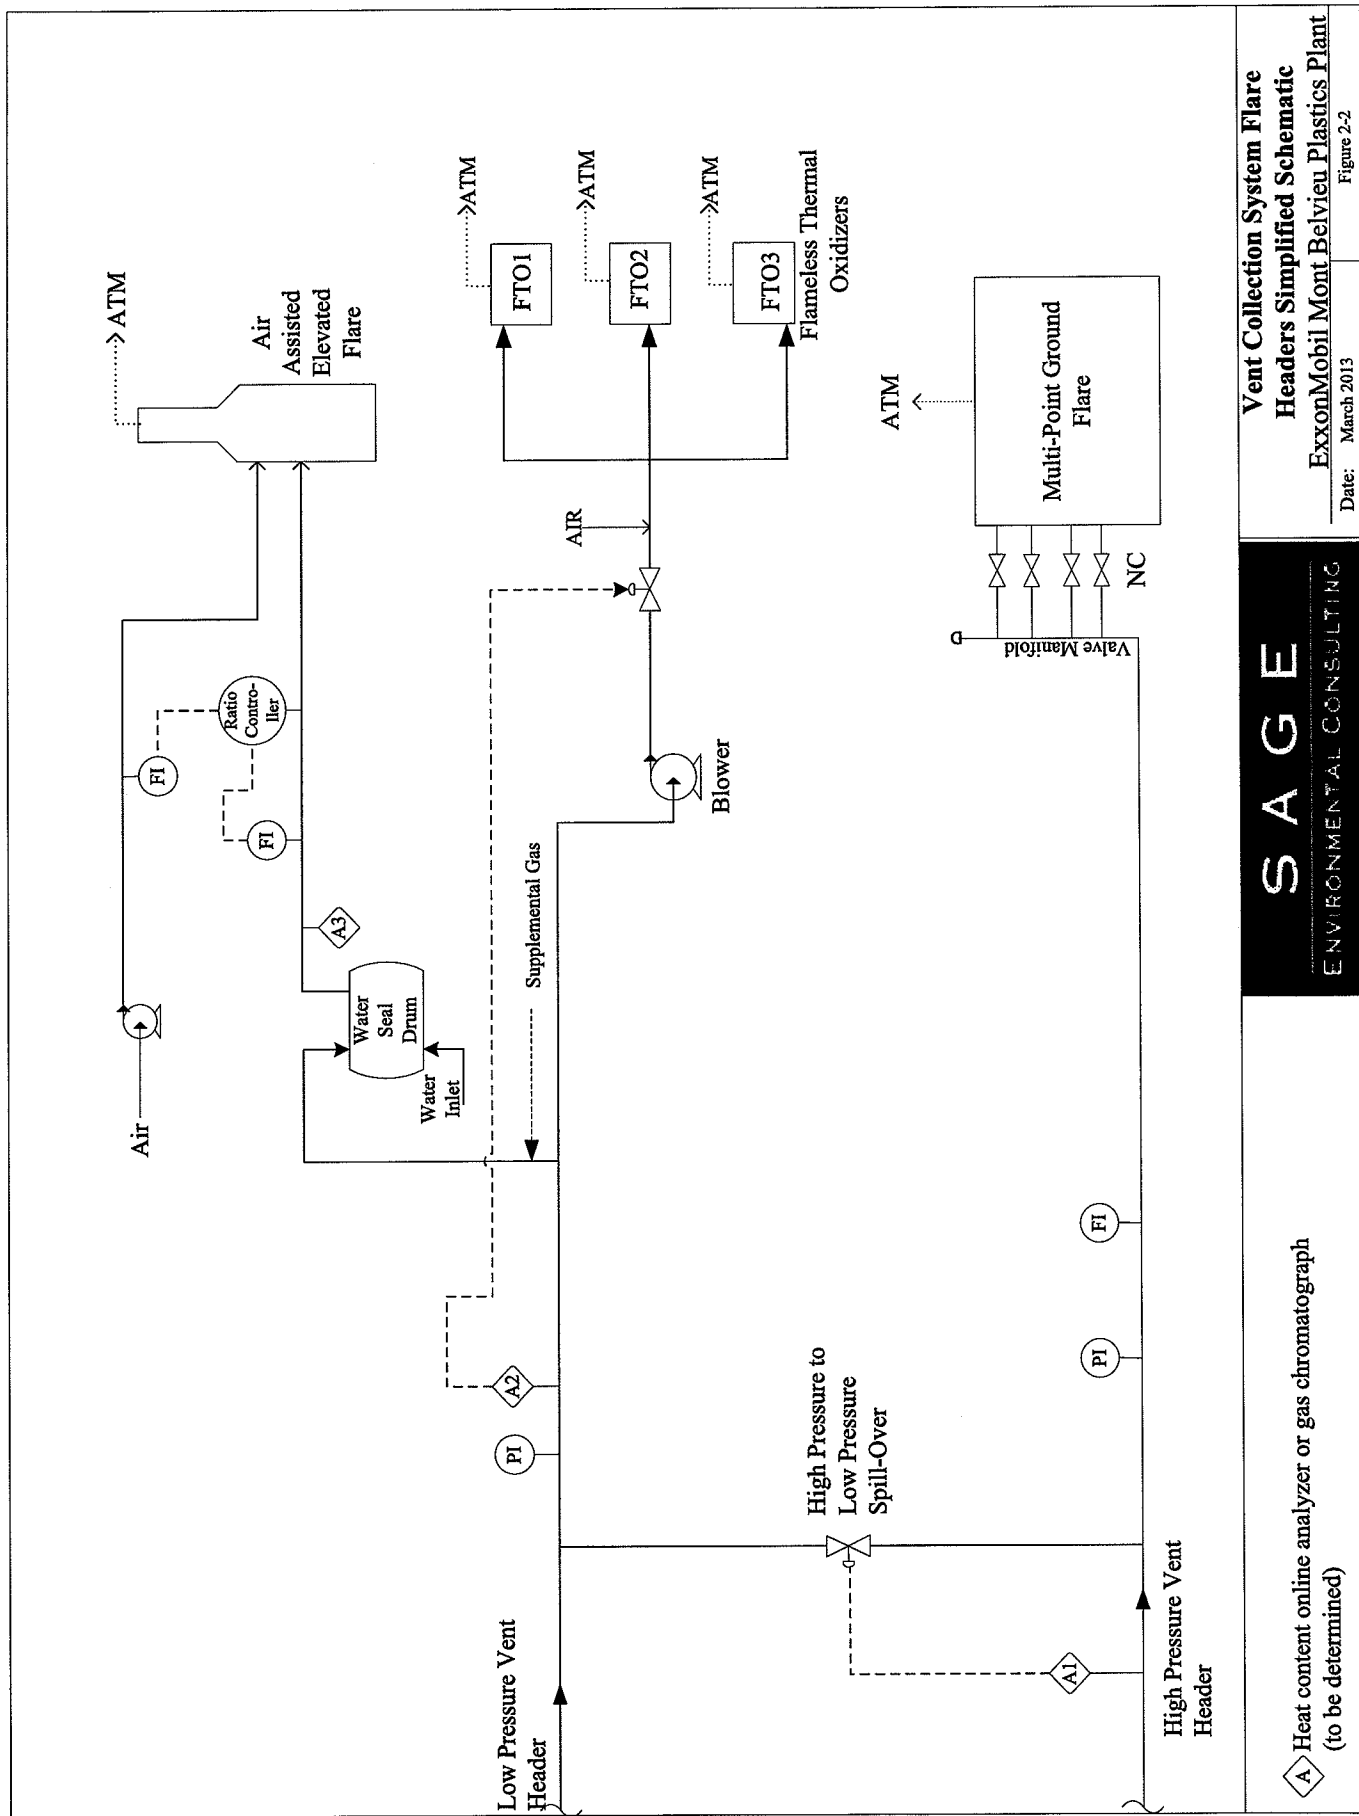 Air
ATM
Air
Assisted
Elevated
Flare
FI
Ratio
Contro-
ller
FI
A3
Water
Seal
Drum
Water
Inlet
Supplemental Gas
ATM
FTO1
ATM
FTO2
ATM
FTO3
Flameless Thermal
Oxidizers
AIR
Blower
Low Pressure Vent
Header
PI
A2
High Pressure to
Low Pressure
Spill-Over
A1
High Pressure Vent
Header
PI
FI
Valve Manifold
NC
ATM
Multi-Point Ground
Flare
A Heat content online analyzer or gas chromatograph
(to be determined)
SAGE
ENVIRONMENTAL CONSULTING
Vent Collection System Flare
Headers Simplified Schematic
ExxonMobil Mont Belvieu Plastics Plant
Date: March 2013 Figure 2-2